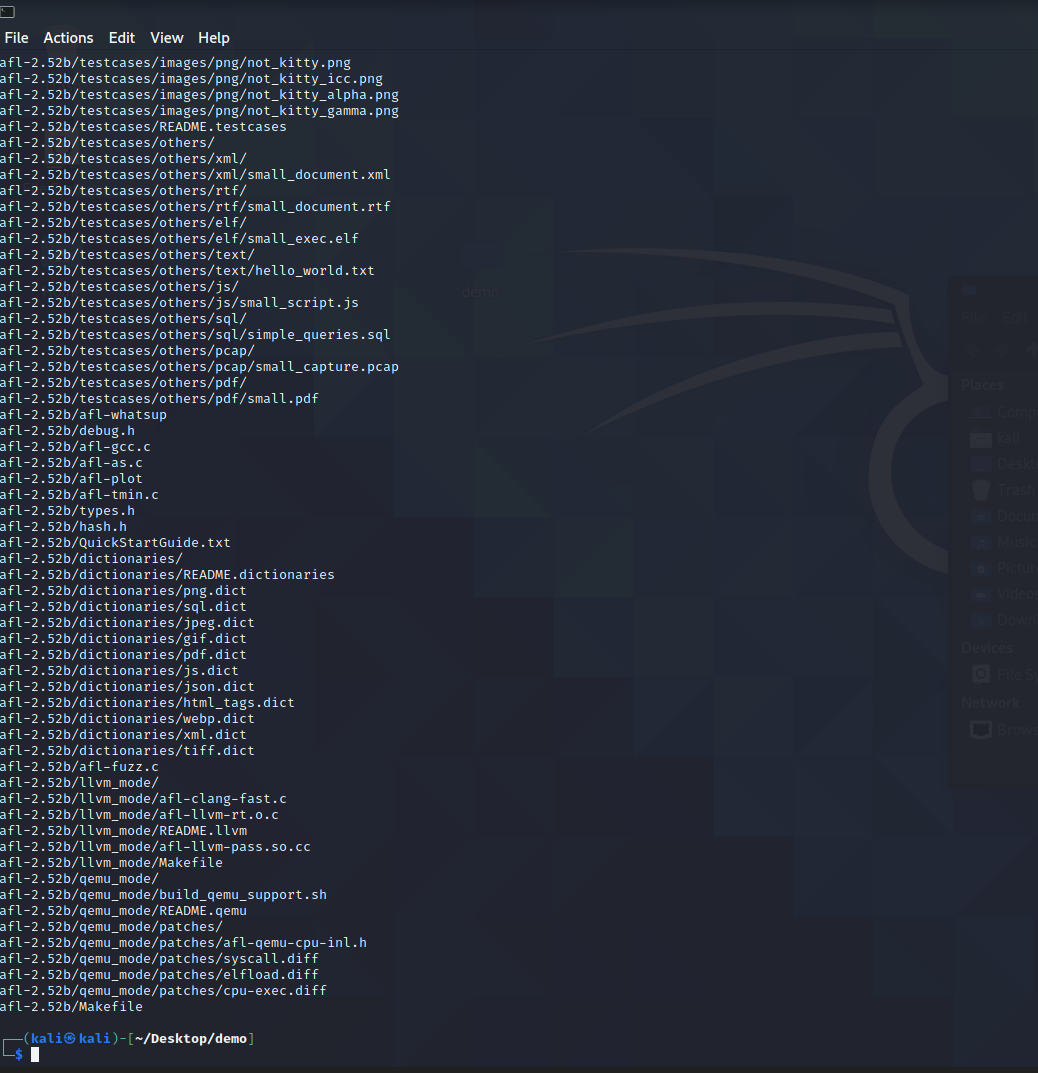 File Actions Edit View Help
afl-2.52b/testcases/images/png/not_kitty.png
afl-2.52b/testcases/images/png/not_kitty_icc.png
afl-2.52b/testcases/images/png/not_kitty_alpha.png
afl-2.52b/testcases/images/png/not_kitty_gamma.png
afl-2.52b/testcases/README.testcases
afl-2.52b/testcases/others/
afl-2.52b/testcases/others/xml/
afl-2.52b/testcases/others/xml/small_document.xml
afl-2.52b/testcases/others/rtf/
afl-2.52b/testcases/others/rtf/small_document.rtf
afl-2.52b/testcases/others/elf/
afl-2.52b/testcases/others/elf/small_exec.elf
afl-2.52b/testcases/others/text/
afl-2.52b/testcases/others/text/hello_world.txt
afl-2.52b/testcases/others/js/
afl-2.52b/testcases/others/js/small_script.js
afl-2.52b/testcases/others/sql/
afl-2.52b/testcases/others/sql/simple_queries.sql
afl-2.52b/testcases/others/pcap/
afl-2.52b/testcases/others/pcap/small_capture.pcap
afl-2.52b/testcases/others/pdf/
afl-2.52b/testcases/others/pdf/small.pdf
afl-2.52b/afl-whatsup
afl-2.52b/debug.h
afl-2.52b/afl-gcc.c
afl-2.52b/afl-as.c
afl-2.52b/afl-plot
afl-2.52b/afl-tmin.c
afl-2.52b/types.h
afl-2.52b/hash.h
afl-2.52b/QuickStartGuide.txt
afl-2.52b/dictionaries/
afl-2.52b/dictionaries/README.dictionaries
afl-2.52b/dictionaries/png.dict
afl-2.52b/dictionaries/sql.dict
afl-2.52b/dictionaries/jpeg.dict
afl-2.52b/dictionaries/gif.dict
afl-2.52b/dictionaries/pdf.dict
afl-2.52b/dictionaries/js.dict
afl-2.52b/dictionaries/json.dict
afl-2.52b/dictionaries/html_tags.dict
afl-2.52b/dictionaries/webp.dict
afl-2.52b/dictionaries/xml.dict
afl-2.52b/dictionaries/tiff.dict
afl-2.52b/afl-fuzz.c
afl-2.52b/llvm_mode/
afl-2.52b/llvm_mode/afl-clang-fast.c
afl-2.52b/llvm_mode/afl-llvm-rt.o.c
afl-2.52b/llvm_mode/README.llvm
afl-2.52b/llvm_mode/afl-llvm-pass.so.cc
afl-2.52b/llvm_mode/Makefile
afl-2.52b/qemu_mode/
afl-2.52b/qemu_mode/build_qemu_support.sh
afl-2.52b/qemu_mode/README.qemu
afl-2.52b/qemu_mode/patches/
afl-2.52b/qemu_mode/patches/afl-qemu-cpu-inl.h
afl-2.52b/qemu_mode/patches/syscall.diff
afl-2.52b/qemu_mode/patches/elfload.diff
afl-2.52b/qemu_mode/patches/cpu-exec.diff
afl-2.52b/Makefile
┌──(kali㉿kali)-[~/Desktop/demo]
└─$
demo
File Edit
Places
Comp
kali
Deskt
Trash
Docum
Music
Pictur
Videos
Down
Devices
File Sy
Network
Brows